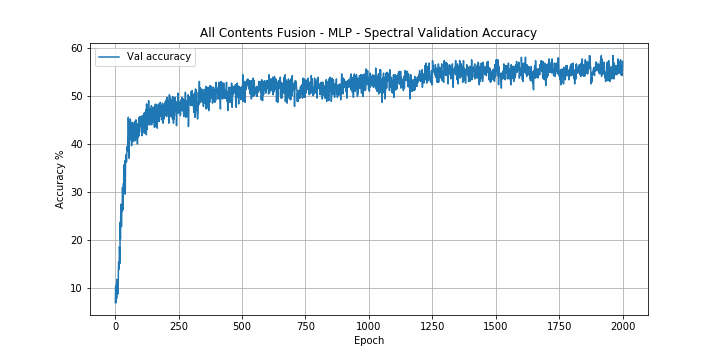 All Contents Fusion - MLP - Spectral Validation Accuracy
Val accuracy
Accuracy %
60
50
40
30
20
10
0 250 500 750 1000 1250 1500 1750 2000
Epoch